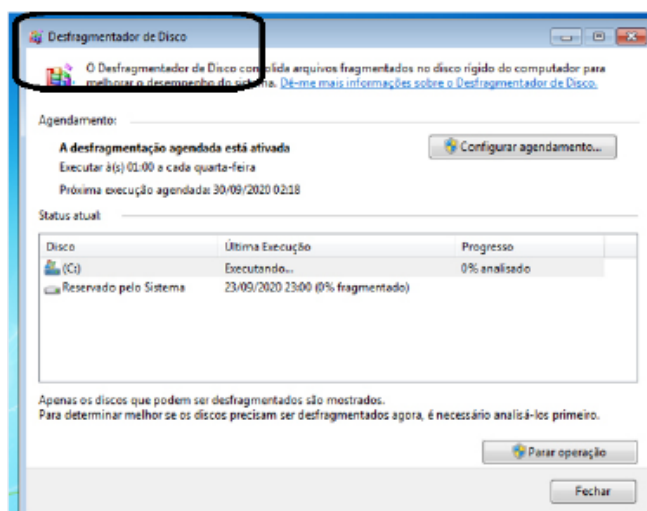 Desfragmentador de Disco
O Desfragmentador de Disco consolida arquivos fragmentados no disco rígido do computador para
melhorar o desempenho do sistema. Dê-me mais informações sobre o Desfragmentador de Disco.
Agendamento:
A desfragmentação agendada está ativada
Configurar agendamento...
Executar à(s) 01:00 a cada quarta-feira
Próxima execução agendada: 30/09/2020 02:18
Status atual:
Disco Última Execução Progresso
(C:) Executando... 0% analisado
Reservado pelo Sistema 23/09/2020 23:00 (0% fragmentado)
Apenas os discos que podem ser desfragmentados são mostrados.
Para determinar melhor se os discos precisam ser desfragmentados agora, é necessário analisá-los primeiro.
Parar operação
Fechar